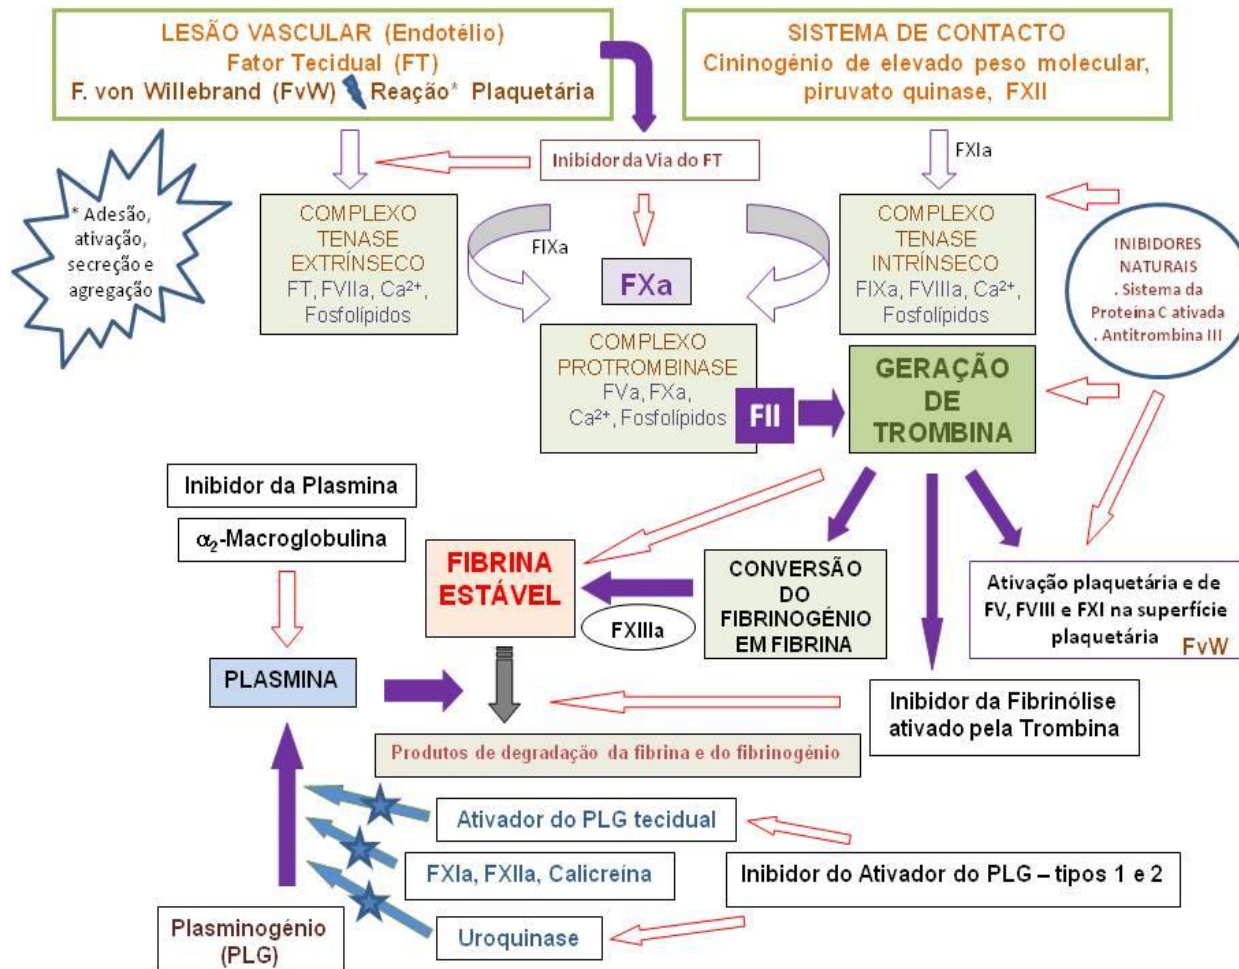 LESÃO VASCULAR (Endotélio)
Fator Tecidual (FT)
F. von Willebrand (FvW) Reação* Plaquetária
SISTEMA DE CONTACTO
Cininogénio de elevado peso molecular,
piruvato quinase, FXII
Inibidor da Via do FT
FXIa
* Adesão,
ativação,
secreção e
agregação
COMPLEXO
TENASE
EXTRÍNSECO
FT, FVIIa, Ca²⁺,
Fosfolípidos
FIXa
FXa
COMPLEXO
TENASE
INTRÍNSECO
FIXa, FVIIIa, Ca²⁺,
Fosfolípidos
INIBIDORES
NATURAIS
. Sistema da
Proteína C ativada
. Antitrombina III
COMPLEXO
PROTROMBINASE
FVa, FXa,
Ca²⁺, Fosfolípidos
FII
GERAÇÃO
DE
TROMBINA
Inibidor da Plasmina
α₂-Macroglobulina
FIBRINA
ESTÁVEL
FXIIIa
CONVERSÃO
DO
FIBRINOGÉNIO
EM FIBRINA
Ativação plaquetária e de
FV, FVIII e FXI na superfície
plaquetária
FvW
PLASMINA
Inibidor da Fibrinólise
ativado pela Trombina
Produtos de degradação da fibrina e do fibrinogénio
Ativador do PLG tecidual
FXIa, FXIIa, Calicreína
Inibidor do Ativador do PLG – tipos 1 e 2
Uroquinase
Plasminogénio
(PLG)